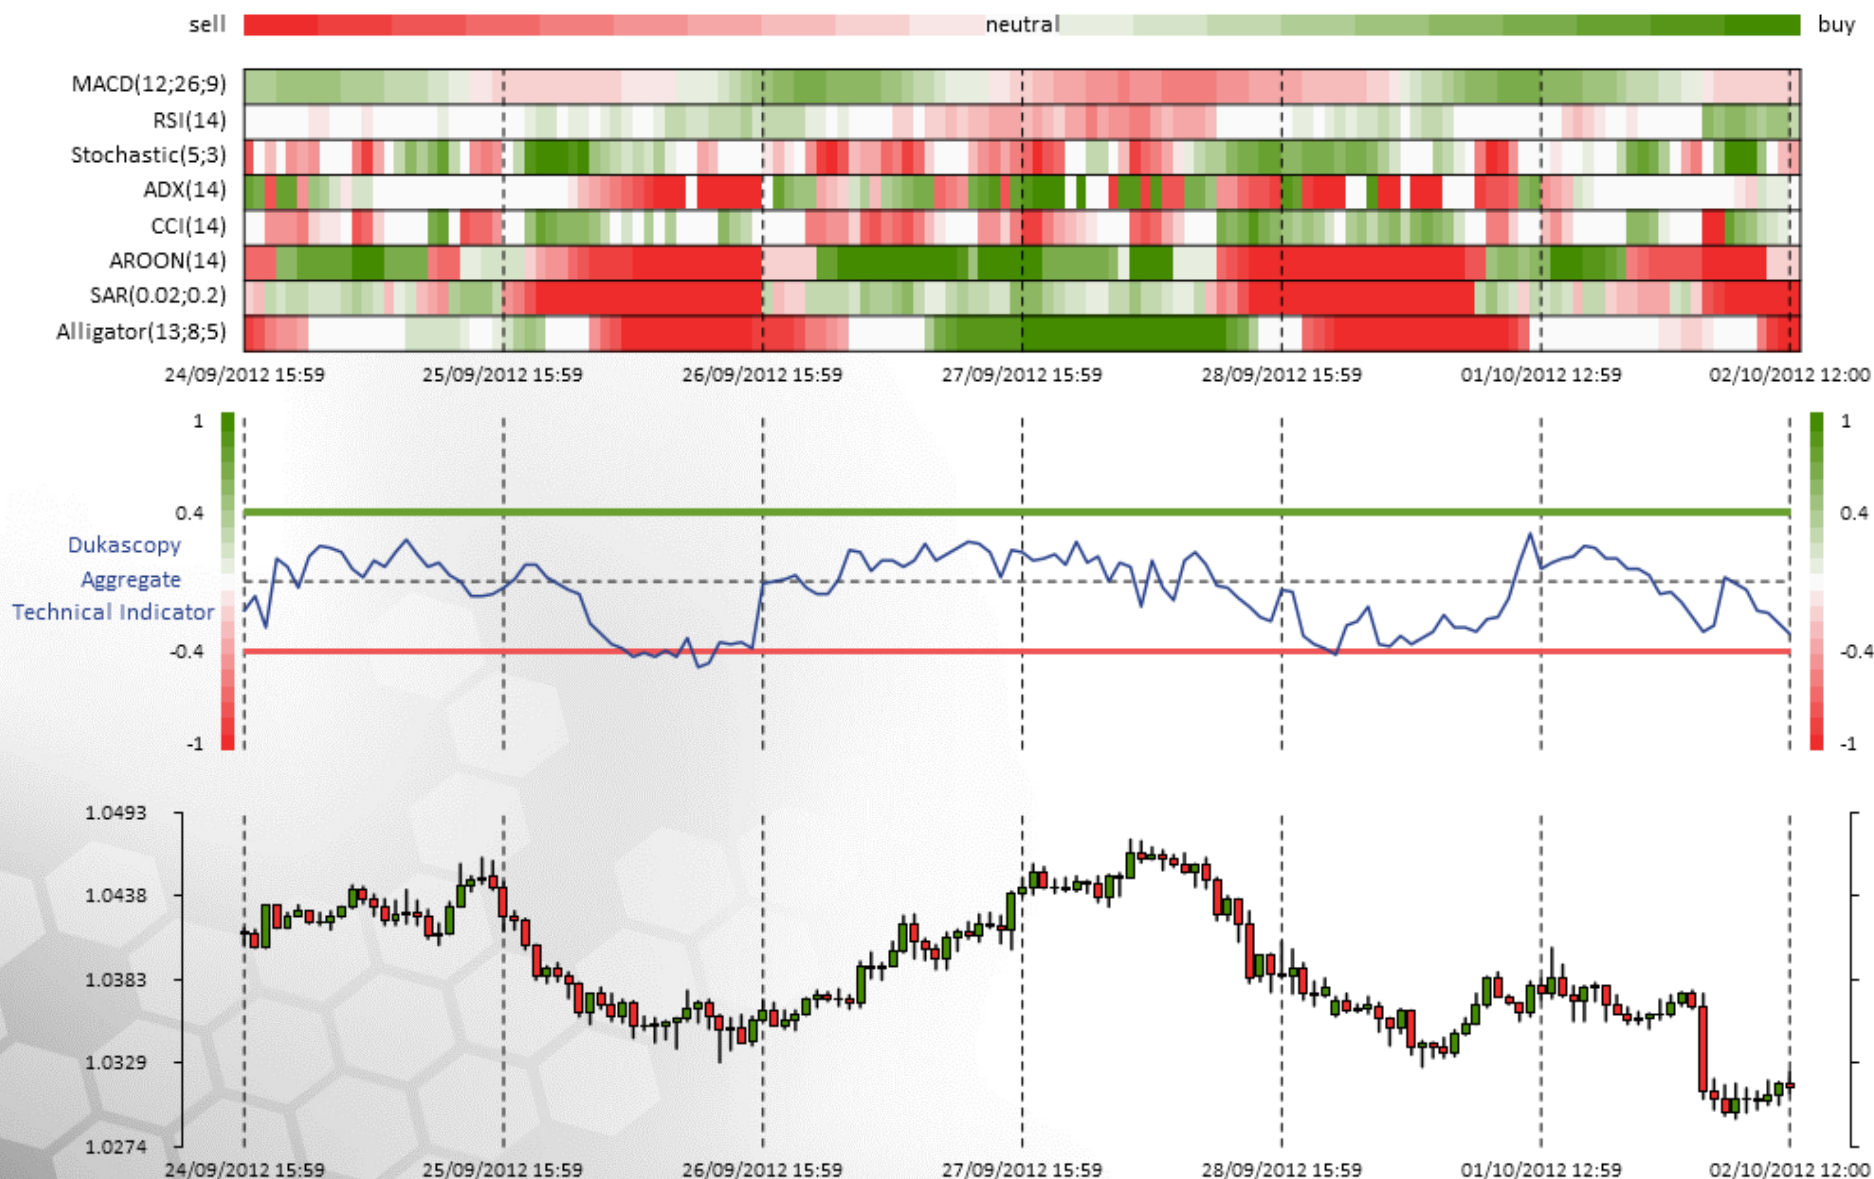 sell neutral buy
MACD(12;26;9)
RSI(14)
Stochastic(5;3)
ADX(14)
CCI(14)
AROON(14)
SAR(0.02;0.2)
Alligator(13;8;5)
24/09/2012 15:59 25/09/2012 15:59 26/09/2012 15:59 27/09/2012 15:59 28/09/2012 15:59 01/10/2012 12:59 02/10/2012 12:00
1 1
0.4 0.4
Dukascopy
Aggregate
Technical Indicator
-0.4 -0.4
-1 -1
1.0493
1.0438
1.0383
1.0329
1.0274
24/09/2012 15:59 25/09/2012 15:59 26/09/2012 15:59 27/09/2012 15:59 28/09/2012 15:59 01/10/2012 12:59 02/10/2012 12:00